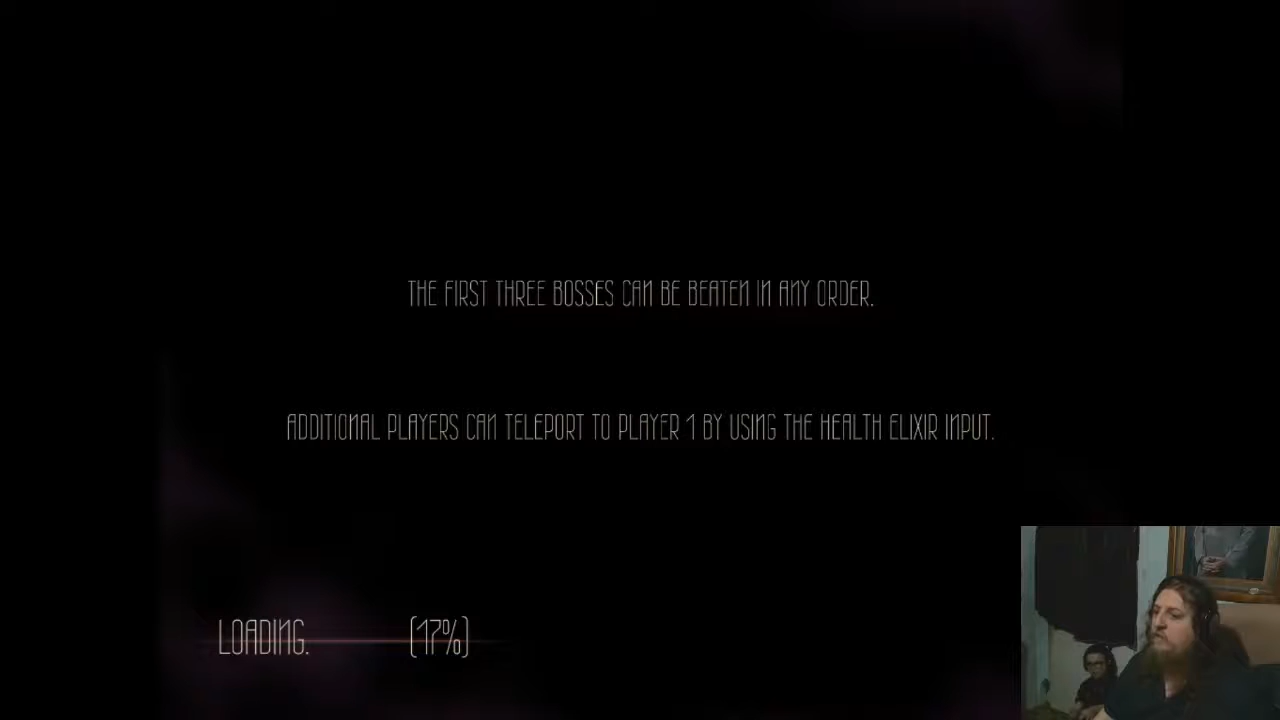 THE FIRST THREE BOSSES CAN BE BEATEN IN ANY ORDER.
ADDITIONAL PLAYERS CAN TELEPORT TO PLAYER 1 BY USING THE HEALTH ELIXIR INPUT.
LOADING. (17%)